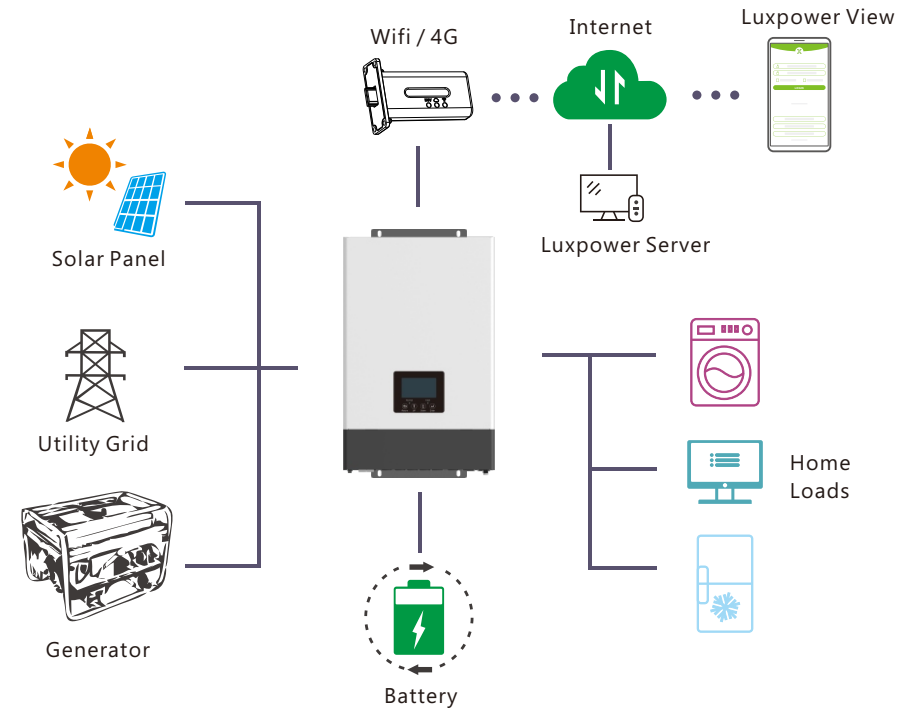 Luxpower View
Internet
Wifi / 4G
Luxpower Server
Solar Panel
Utility Grid
Home
Loads
Generator
Battery